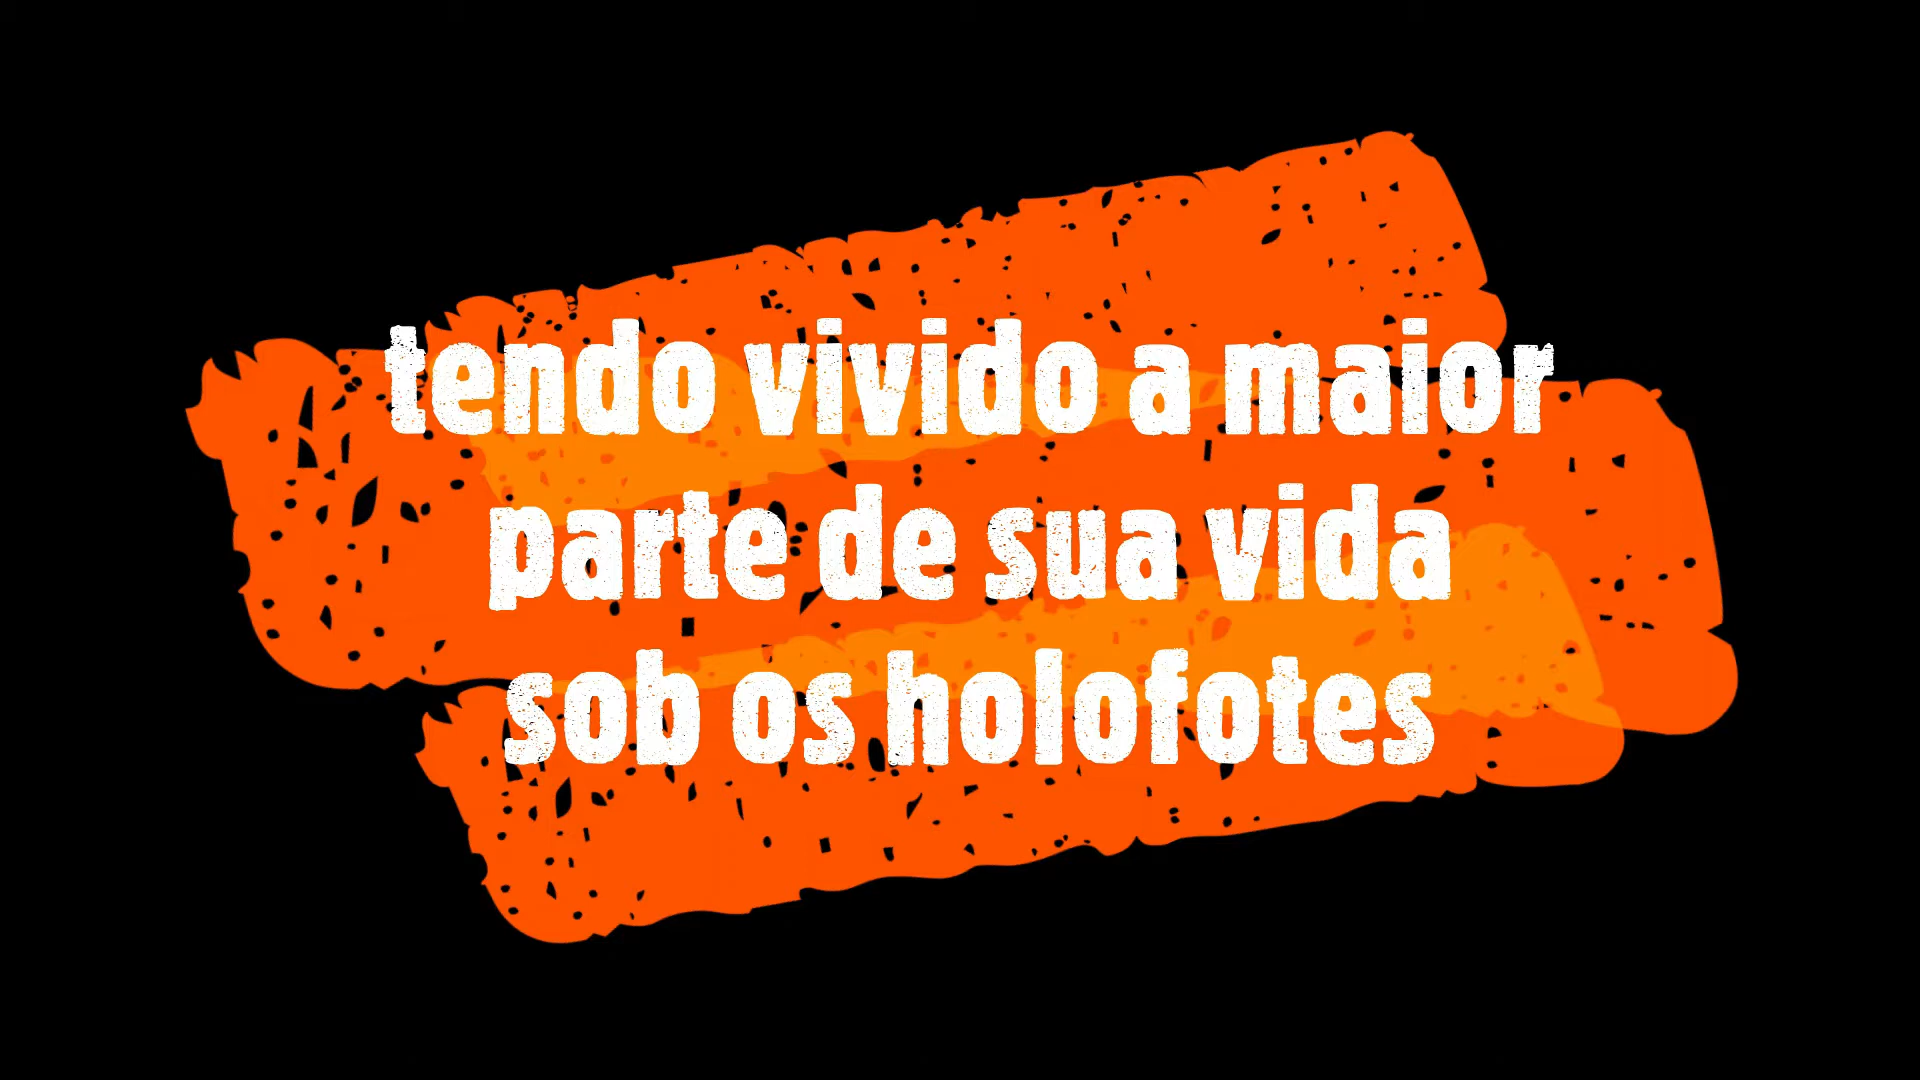 tendo vivido a maior
parte de sua vida
sob os holofotes